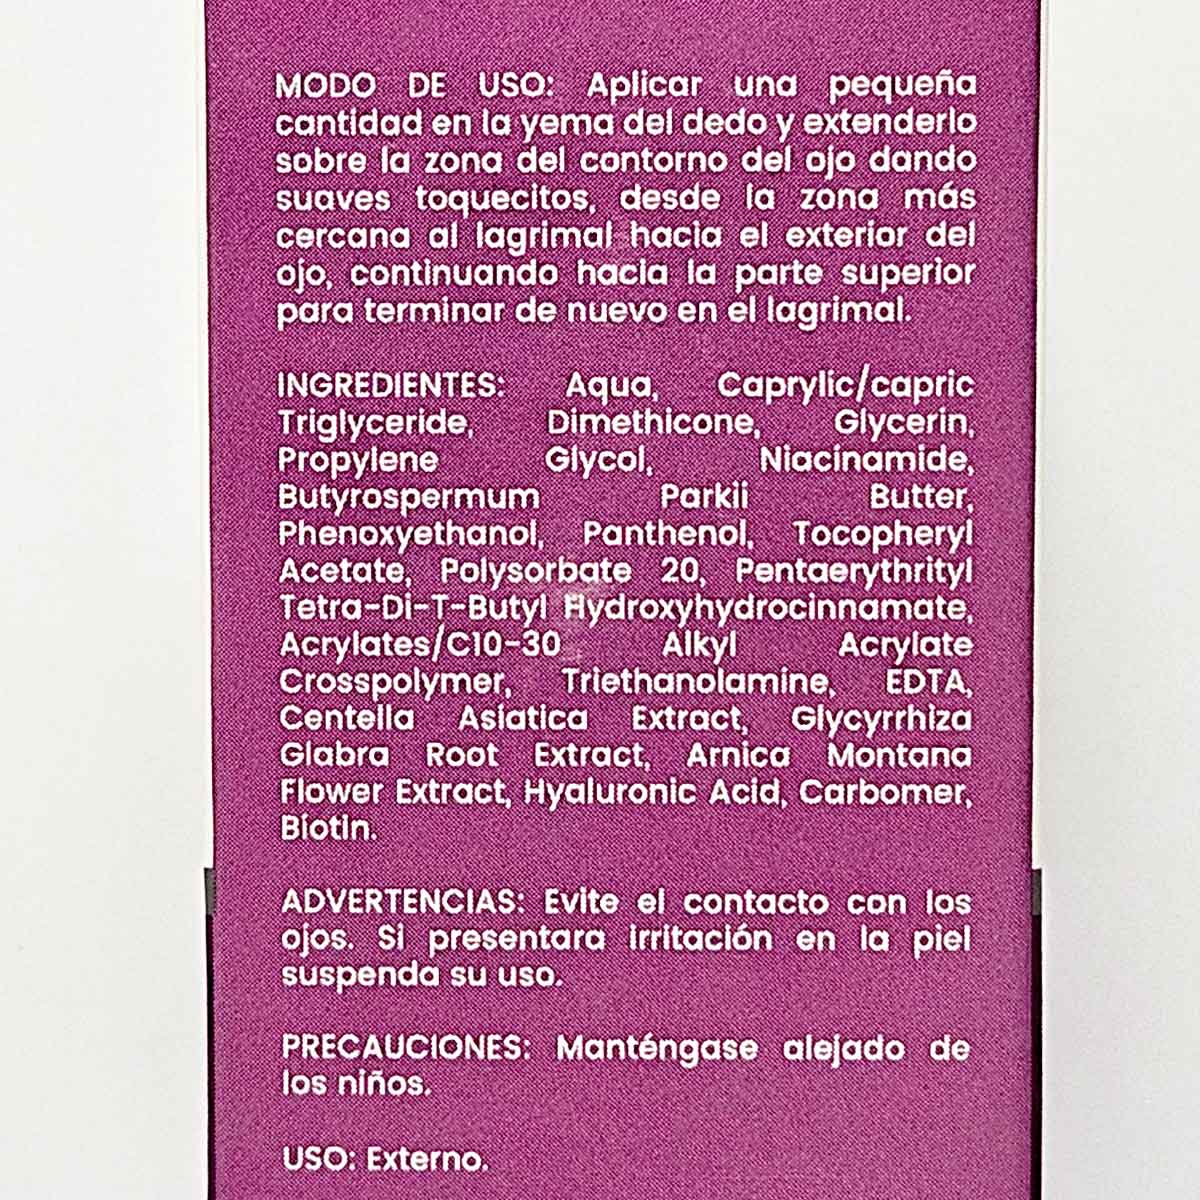 MODO DE USO: Aplicar una pequeña
cantidad en la yema del dedo y extenderlo
sobre la zona del contorno del ojo dando
suaves toquecitos, desde la zona más
cercana al lagrimal hacia el exterior del
ojo, continuando hacia la parte superior
para terminar de nuevo en el lagrimal.
INGREDIENTES: Aqua, Caprylic/capric
Triglyceride, Dimethicone, Glycerin,
Propylene Glycol, Niacinamide,
Butyrospermum Parkii Butter,
Phenoxyethanol, Panthenol, Tocopheryl
Acetate, Polysorbate 20, Pentaerythrityl
Tetra-Di-T-Butyl Hydroxyhydrocinnamate,
Acrylates/C10-30 Alkyl Acrylate
Crosspolymer, Triethanolamine, EDTA,
Centella Asiatica Extract, Glycyrrhiza
Glabra Root Extract, Arnica Montana
Flower Extract, Hyaluronic Acid, Carbomer,
Biotin.
ADVERTENCIAS: Evite el contacto con los
ojos. Si presentara irritación en la piel
suspenda su uso.
PRECAUCIONES: Manténgase alejado de
los niños.
USO: Externo.